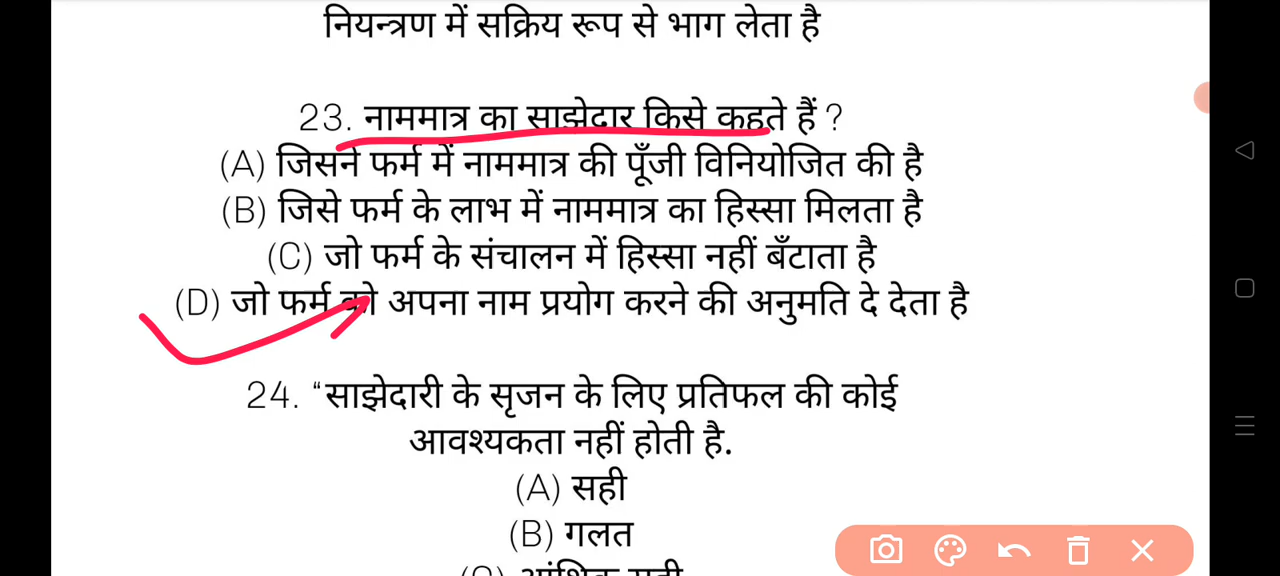 नियन्त्रण में सक्रिय रूप से भाग लेता है
23. नाममात्र का साझेदार किसे कहते हैं ?
(A) जिसने फर्म में नाममात्र की पूँजी विनियोजित की है
(B) जिसे फर्म के लाभ में नाममात्र का हिस्सा मिलता है
(C) जो फर्म के संचालन में हिस्सा नहीं बँटाता है
(D) जो फर्म को अपना नाम प्रयोग करने की अनुमति दे देता है
24. “साझेदारी के सृजन के लिए प्रतिफल की कोई
आवश्यकता नहीं होती है.
(A) सही
(B) गलत